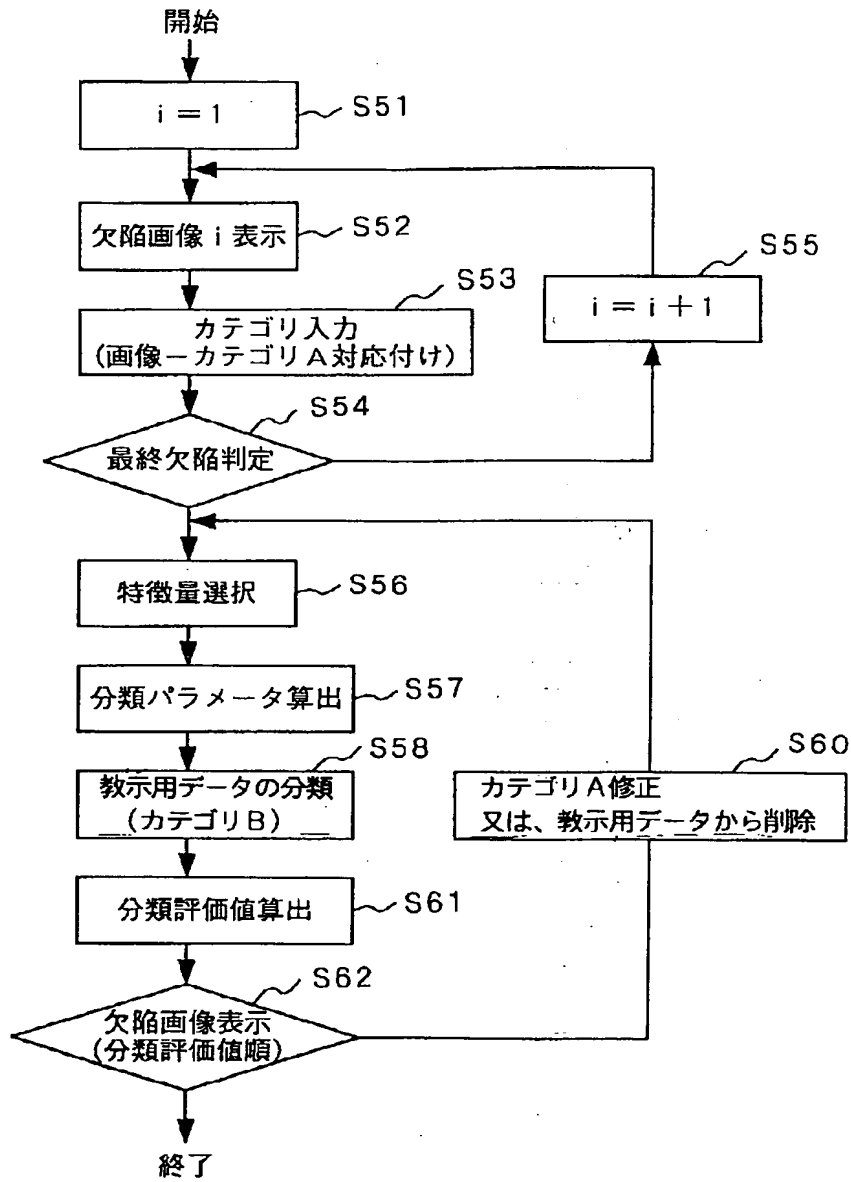 開始
i=1
S51
欠陥画像i表示
S52
カテゴリ入力
(画像－カテゴリA対応付け)
S53
最終欠陥判定
S54
i=i+1
S55
特徴量選択
S56
分類パラメータ算出
S57
教示用データの分類
(カテゴリB)
S58
カテゴリA修正
又は、教示用データから削除
S60
分類評価値算出
S61
欠陥画像表示
(分類評価値順)
S62
終了